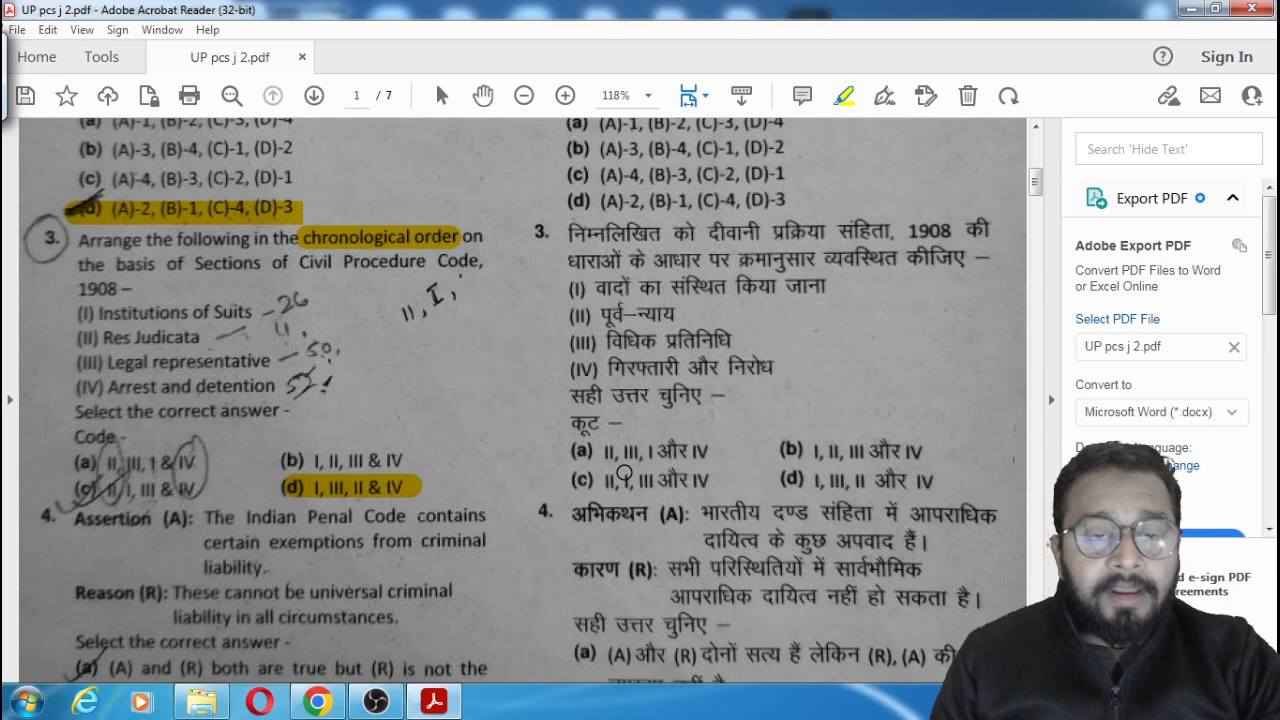 UP pcs j 2.pdf - Adobe Acrobat Reader (32-bit)
File Edit View Sign Window Help
Home Tools UP pcs j 2.pdf × Sign In
1 / 7 118%
(a) (A)-1, (B)-2, (C)-3, (D)-4
(b) (A)-3, (B)-4, (C)-1, (D)-2
(c) (A)-4, (B)-3, (C)-2, (D)-1
(d) (A)-2, (B)-1, (C)-4, (D)-3
3. Arrange the following in the chronological order on
the basis of Sections of Civil Procedure Code,
1908 –
(I) Institutions of Suits – 26
(II) Res Judicata – 11,
(III) Legal representative – 50,
(IV) Arrest and detention
II, I,
Select the correct answer -
Code -
(a) II, III, I & IV (b) I, II, III & IV
(c) II, I, III & IV (d) I, III, II & IV
4. Assertion (A): The Indian Penal Code contains
certain exemptions from criminal
liability.
Reason (R): These cannot be universal criminal
liability in all circumstances.
Select the correct answer -
(a) (A) and (R) both are true but (R) is not the
(a) (A)-1, (B)-2, (C)-3, (D)-4
(b) (A)-3, (B)-4, (C)-1, (D)-2
(c) (A)-4, (B)-3, (C)-2, (D)-1
(d) (A)-2, (B)-1, (C)-4, (D)-3
3. निम्नलिखित को दीवानी प्रक्रिया संहिता, 1908 की
धाराओं के आधार पर क्रमानुसार व्यवस्थित कीजिए –
(I) वादों का संस्थित किया जाना
(II) पूर्व–न्याय
(III) विधिक प्रतिनिधि
(IV) गिरफ्तारी और निरोध
सही उत्तर चुनिए –
कूट –
(a) II, III, I और IV (b) I, II, III और IV
(c) II, I, III और IV (d) I, III, II और IV
4. अभिकथन (A): भारतीय दण्ड संहिता में आपराधिक
दायित्व के कुछ अपवाद हैं।
कारण (R): सभी परिस्थितियों में सार्वभौमिक
आपराधिक दायित्व नहीं हो सकता है।
सही उत्तर चुनिए –
(a) (A) और (R) दोनों सत्य हैं लेकिन (R), (A) की
Search 'Hide Text'
Export PDF
Adobe Export PDF
Convert PDF Files to Word
or Excel Online
Select PDF File
UP pcs j 2.pdf ×
Convert to
Microsoft Word (*.docx)
Language:
e-sign PDF